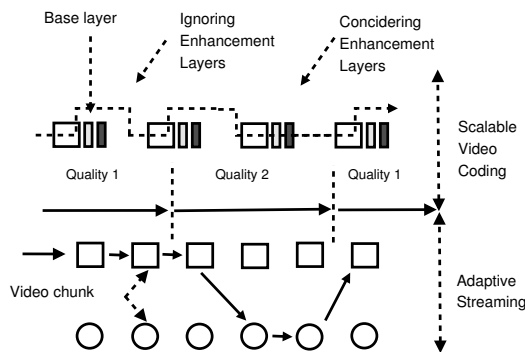 Base layer
Ignoring
Enhancement
Layers
Concidering
Enhancement
Layers
Scalable
Video
Coding
Quality 1
Quality 2
Quality 1
Video chunk
Adaptive
Streaming